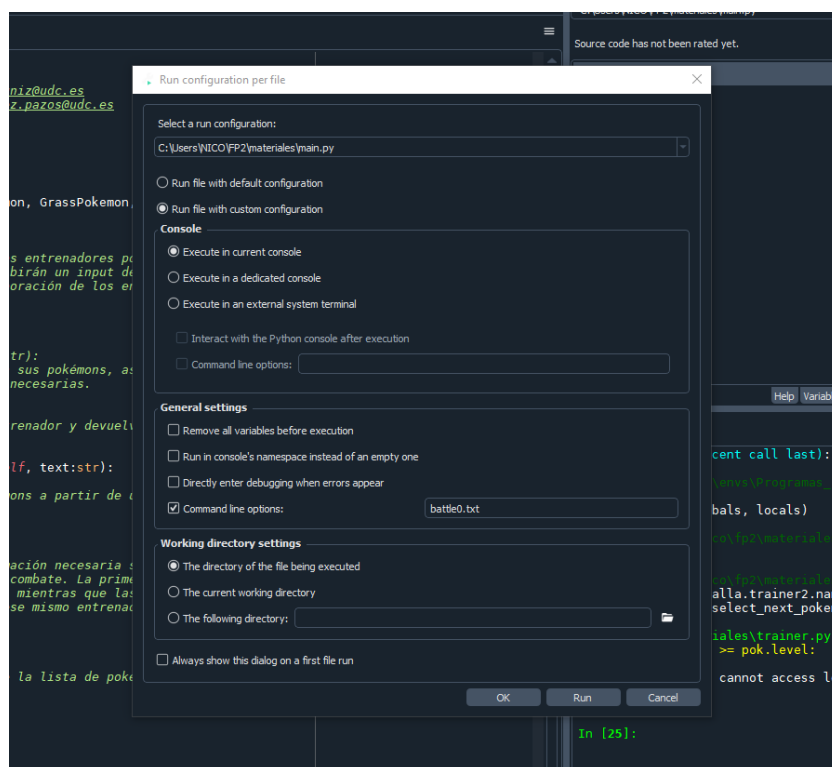 Source code has not been rated yet.
niz@udc.es
z.pazos@udc.es
on, GrassPokemon,
s entrenadores po
birán un input de
oración de los en
tr):
sus pokémons, as
necesarias.
renador y devuelv
lf, text:str):
ons a partir de u
ación necesaria s
combate. La prime
mientras que las
se mismo entrenad
la lista de poke
Run configuration per file
Select a run configuration:
C:\Users\NICO\FP2\materiales\main.py
Run file with default configuration
Run file with custom configuration
Console
Execute in current console
Execute in a dedicated console
Execute in an external system terminal
Interact with the Python console after execution
Command line options:
General settings
Remove all variables before execution
Run in console's namespace instead of an empty one
Directly enter debugging when errors appear
Command line options: battle0.txt
Working directory settings
The directory of the file being executed
The current working directory
The following directory:
Always show this dialog on a first file run
OK Run Cancel
Help Variab
cent call last):
\envs\Programas_
bals, locals)
co\fp2\materiale
co\fp2\materiale
alla.trainer2.nam
select_next_poke
iales\trainer.py
>= pok.level:
cannot access lo
In [25]: